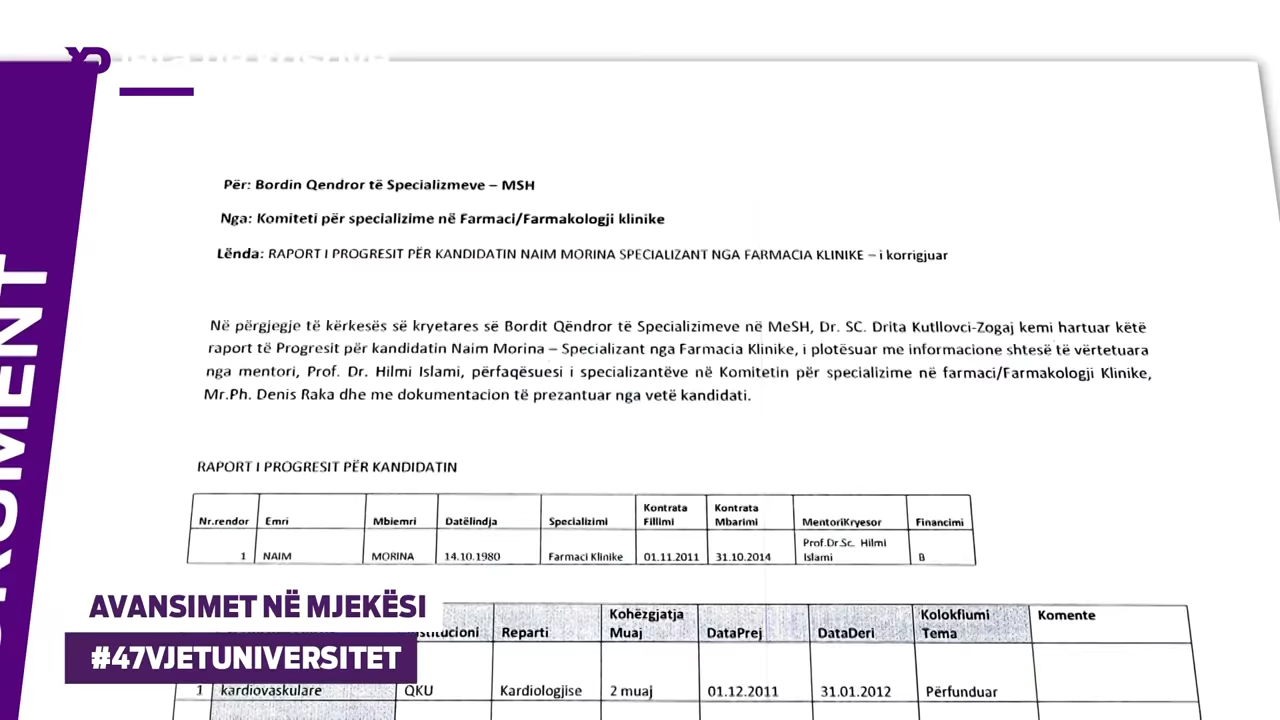 Jeta në Kosovë
Për: Bordin Qendror të Specializmeve – MSH
Nga: Komiteti për specializime në Farmaci/Farmakologji klinike
Lënda: RAPORT I PROGRESIT PËR KANDIDATIN NAIM MORINA SPECIALIZANT NGA FARMACIA KLINIKE – i korrigjuar
Në përgjegje të kërkesës së kryetares së Bordit Qëndror të Specializimeve në MeSH, Dr. SC. Drita Kutllovci-Zogaj kemi hartuar këtë
raport të Progresit për kandidatin Naim Morina – Specializant nga Farmacia Klinike, i plotësuar me informacione shtesë të vërtetuara
nga mentori, Prof. Dr. Hilmi Islami, përfaqësuesi i specializantëve në Komitetin për specializime në farmaci/Farmakologji Klinike,
Mr.Ph. Denis Raka dhe me dokumentacion të prezantuar nga vetë kandidati.
RAPORT I PROGRESIT PËR KANDIDATIN
Nr.rendor Emri Mbiemri Datëlindja Specializimi Kontrata Fillimi Kontrata Mbarimi MentoriKryesor Financimi
1 NAIM MORINA 14.10.1980 Farmaci Klinike 01.11.2011 31.10.2014 Prof.Dr.Sc. Hilmi Islami B
Reparti Kohëzgjatja Muaj DataPrej DataDeri Kolokfiumi Tema Komente
1 kardiovaskulare QKU Kardiologjise 2 muaj 01.12.2011 31.01.2012 Përfunduar
AVANSIMET NË MJEKËSI
#47VJETUNIVERSITET